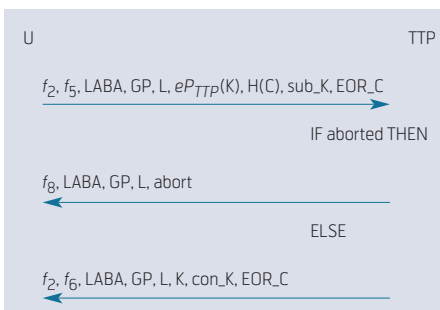 U TTP
f2, f5, LABA, GP, L, ePTTP(K), H(C), sub_K, EOR_C
IF aborted THEN
f8, LABA, GP, L, abort
ELSE
f2, f6, LABA, GP, L, K, con_K, EOR_C